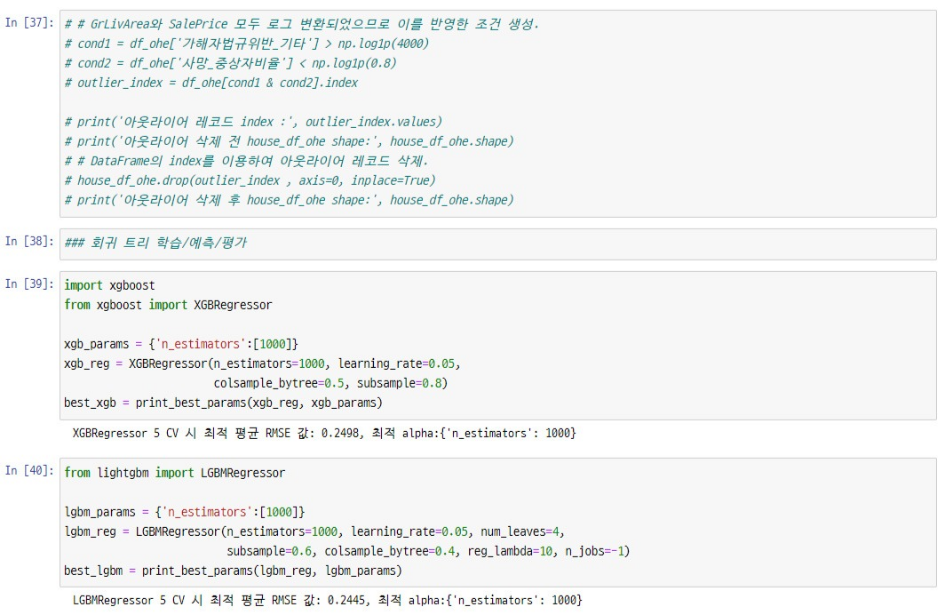 In [37]: # # GrLivArea와 SalePrice 모두 로그 변환되었으므로 이를 반영한 조건 생성.
# cond1 = df_ohe['가해자법규위반_기타'] > np.log1p(4000)
# cond2 = df_ohe['사망_중상자비율'] < np.log1p(0.8)
# outlier_index = df_ohe[cond1 & cond2].index
# print('아웃라이어 레코드 index :', outlier_index.values)
# print('아웃라이어 삭제 전 house_df_ohe shape:', house_df_ohe.shape)
# # DataFrame의 index를 이용하여 아웃라이어 레코드 삭제.
# house_df_ohe.drop(outlier_index , axis=0, inplace=True)
# print('아웃라이어 삭제 후 house_df_ohe shape:', house_df_ohe.shape)
In [38]: ### 회귀 트리 학습/예측/평가
In [39]: import xgboost
from xgboost import XGBRegressor
xgb_params = {'n_estimators':[1000]}
xgb_reg = XGBRegressor(n_estimators=1000, learning_rate=0.05,
colsample_bytree=0.5, subsample=0.8)
best_xgb = print_best_params(xgb_reg, xgb_params)
XGBRegressor 5 CV 시 최적 평균 RMSE 값: 0.2498, 최적 alpha:{'n_estimators': 1000}
In [40]: from lightgbm import LGBMRegressor
lgbm_params = {'n_estimators':[1000]}
lgbm_reg = LGBMRegressor(n_estimators=1000, learning_rate=0.05, num_leaves=4,
subsample=0.6, colsample_bytree=0.4, reg_lambda=10, n_jobs=-1)
best_lgbm = print_best_params(lgbm_reg, lgbm_params)
LGBMRegressor 5 CV 시 최적 평균 RMSE 값: 0.2445, 최적 alpha:{'n_estimators': 1000}